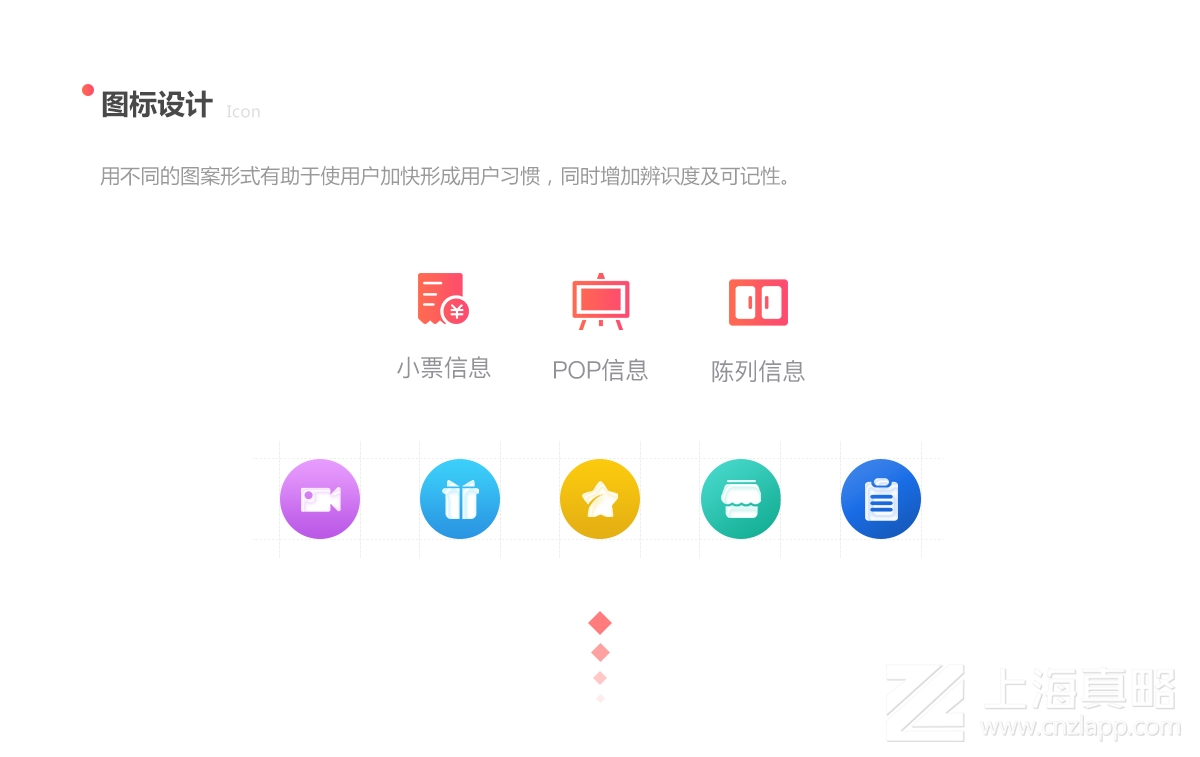 图标设计 Icon
用不同的图案形式有助于使用户加快形成用户习惯，同时增加辨识度及可记性。
¥
小票信息 POP信息 陈列信息
上海真略
www.cnzlapp.com